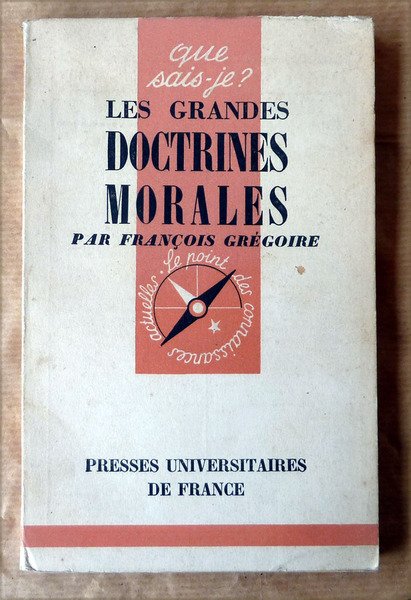 que
sais-je?
LES GRANDES
DOCTRINES
MORALES
PAR FRANÇOIS GRÉGOIRE
Le point des connaissances actuelles.
PRESSES UNIVERSITAIRES
DE FRANCE